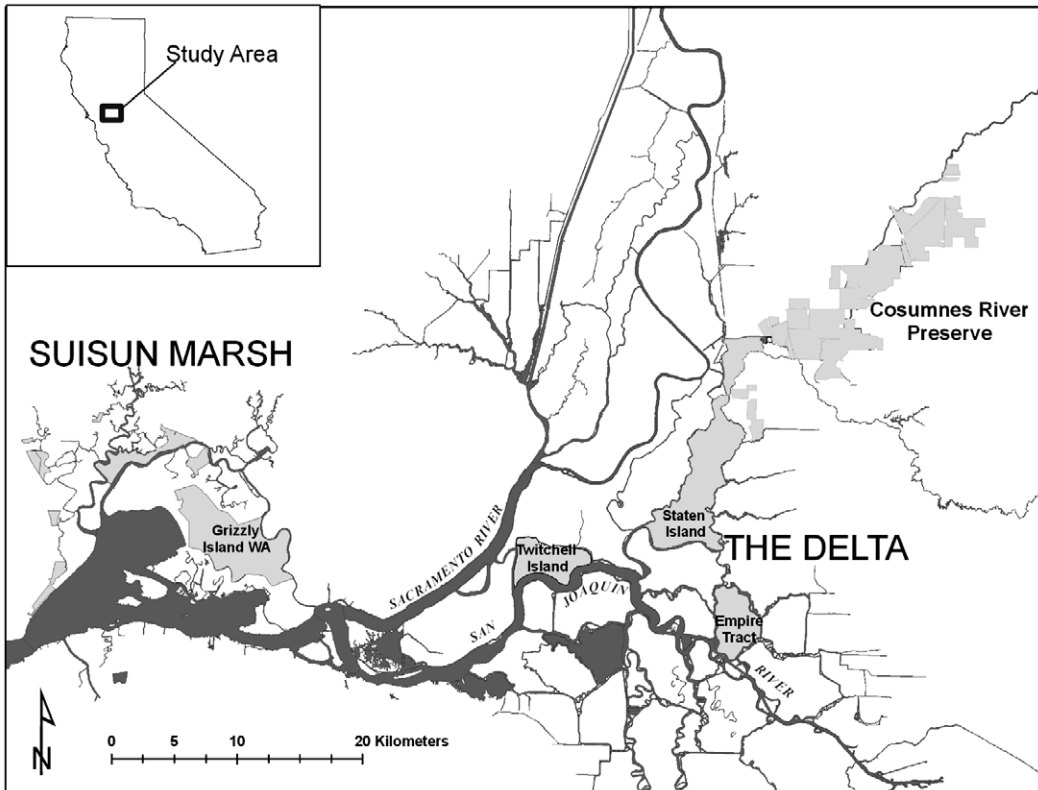 Study Area
Cosumnes River
Preserve
SUISUN MARSH
Grizzly
Island WA
SACRAMENTO RIVER
Staten
Island
THE DELTA
Twitchell
Island
SAN
JOAQUIN
RIVER
Empire
Tract
N
0 5 10 20 Kilometers